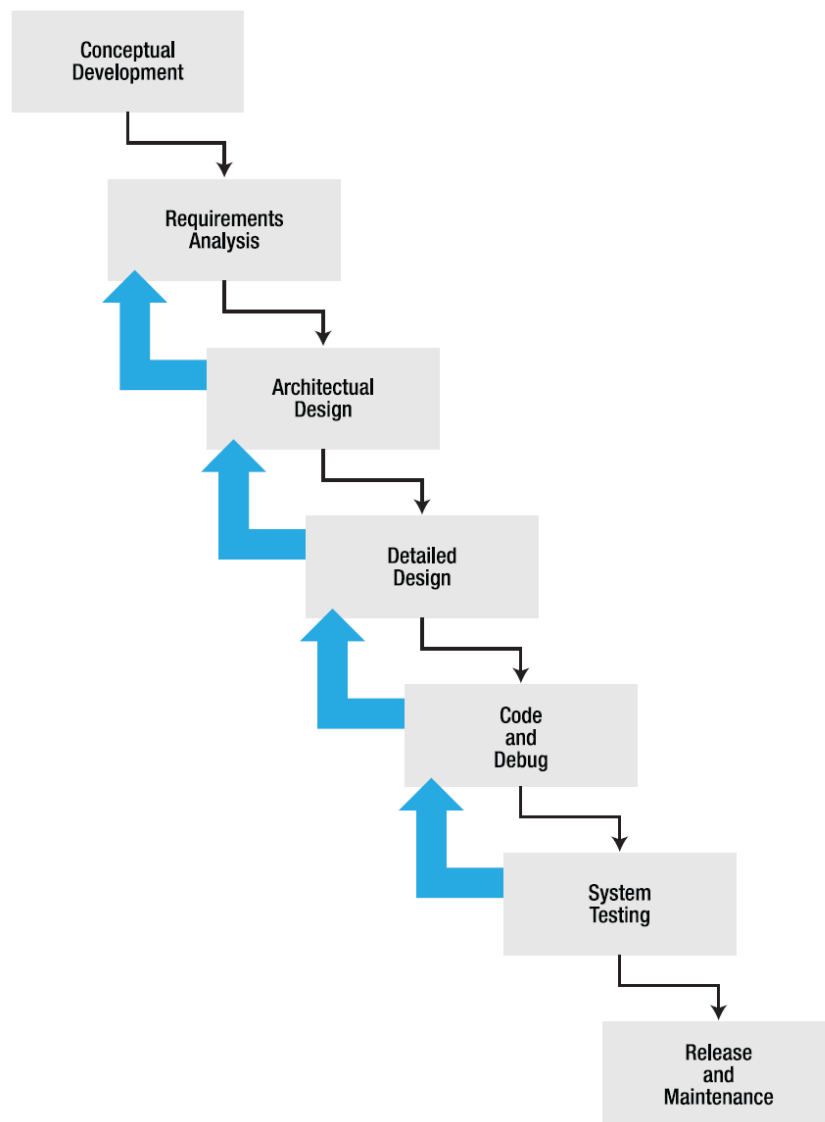 Conceptual
Development
Requirements
Analysis
Architectual
Design
Detailed
Design
Code
and
Debug
System
Testing
Release
and
Maintenance